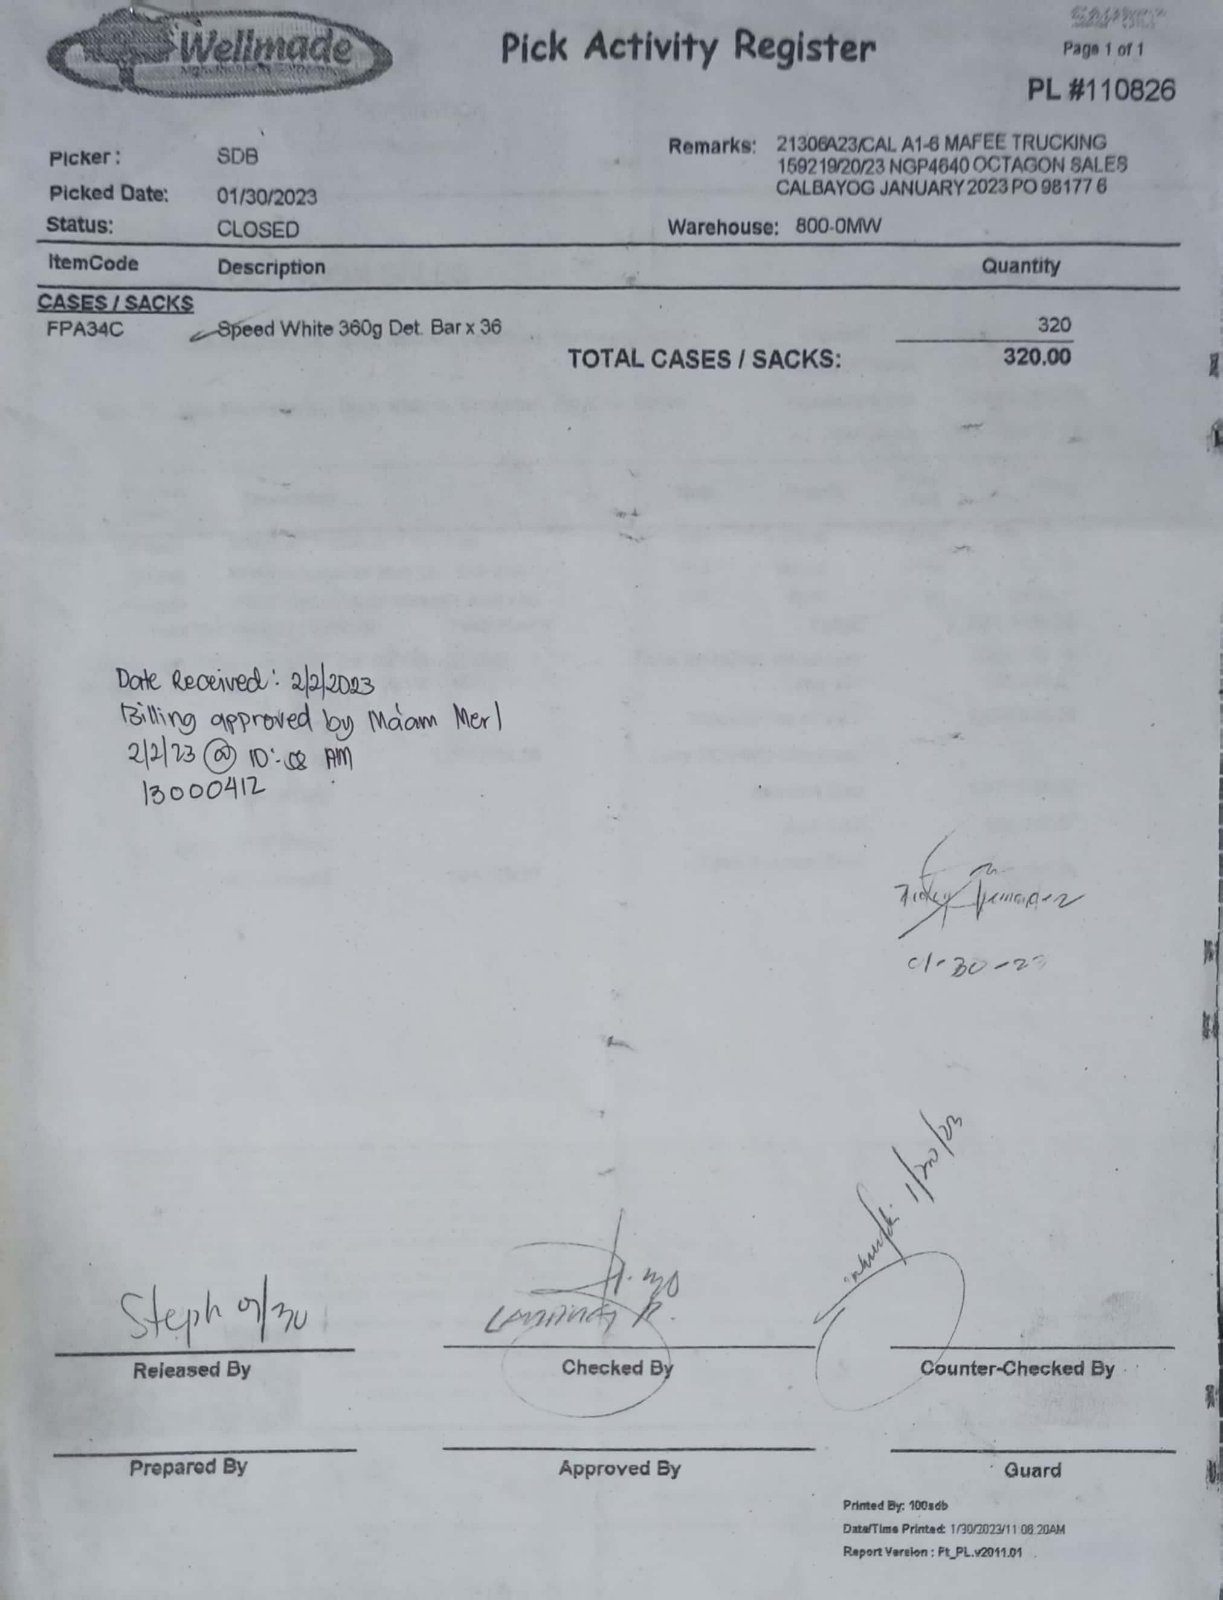 Wellmade
Pick Activity Register
Page 1 of 1
PL #110826
Picker: SDB
Picked Date: 01/30/2023
Status: CLOSED
Remarks: 21306A23/CAL A1-6 MAFEE TRUCKING
159219/20/23 NGP4640 OCTAGON SALES
CALBAYOG JANUARY 2023 PO 98177 6
Warehouse: 800-0MW
ItemCode Description Quantity
CASES / SACKS
FPA34C Speed White 360g Det. Bar x 36 320
TOTAL CASES / SACKS: 320.00
Date Received: 2/2/2023
Billing approved by Ma'am Merl
2/2/23 @ 10:08 AM
13000412
01-30-23
1/30/23
Steph 01/30
Released By Checked By Counter-Checked By
Prepared By Approved By Guard
Printed By: 100sdb
Date/Time Printed: 1/30/2023/11:08:20AM
Report Version : Ft_PL.v2011.01